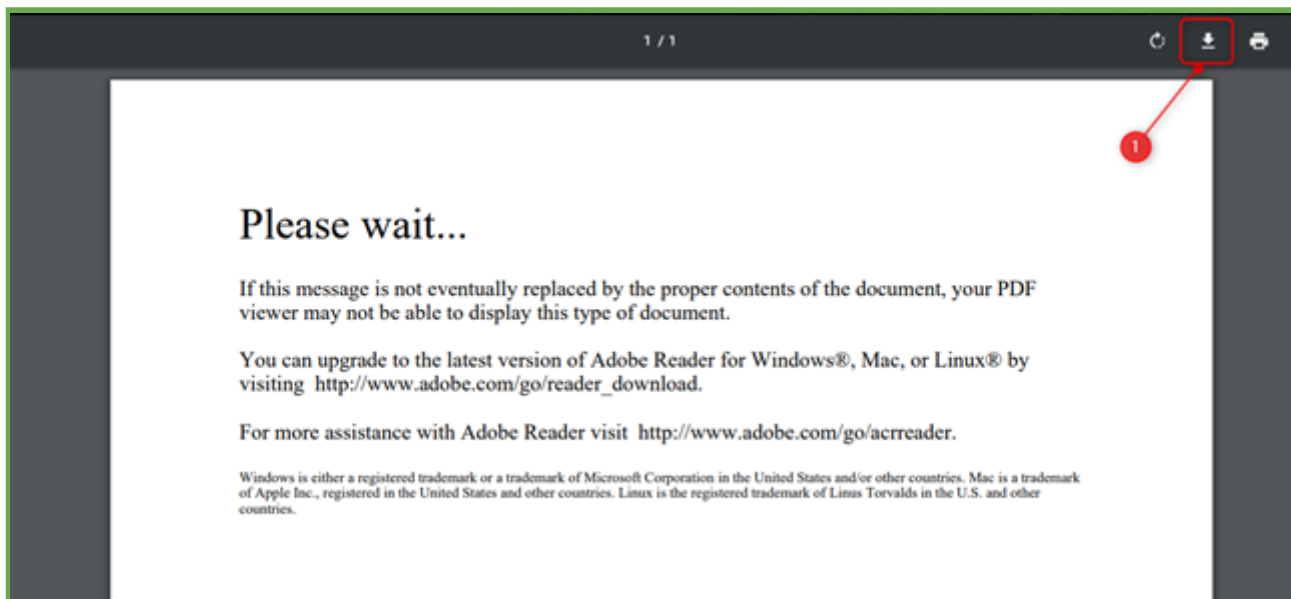 1 / 1
1
Please wait...
If this message is not eventually replaced by the proper contents of the document, your PDF
viewer may not be able to display this type of document.
You can upgrade to the latest version of Adobe Reader for Windows®, Mac, or Linux® by
visiting  http://www.adobe.com/go/reader_download.
For more assistance with Adobe Reader visit  http://www.adobe.com/go/acrreader.
Windows is either a registered trademark or a trademark of Microsoft Corporation in the United States and/or other countries. Mac is a trademark
of Apple Inc., registered in the United States and other countries. Linux is the registered trademark of Linus Torvalds in the U.S. and other
countries.